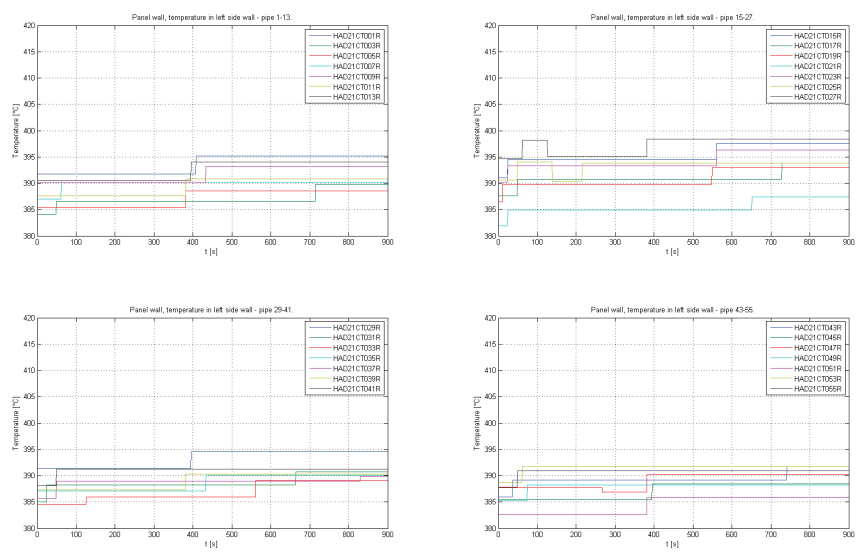 Panel wall, temperature in left side wall - pipe 1-13.
420
415
410
405
400
395
390
385
380
Temperature [°C]
0 100 200 300 400 500 600 700 800 900
t [s]
HAD21CT001R
HAD21CT003R
HAD21CT005R
HAD21CT007R
HAD21CT009R
HAD21CT011R
HAD21CT013R
Panel wall, temperature in left side wall - pipe 15-27.
420
415
410
405
400
395
390
385
380
Temperature [°C]
0 100 200 300 400 500 600 700 800 900
t [s]
HAD21CT015R
HAD21CT017R
HAD21CT019R
HAD21CT021R
HAD21CT023R
HAD21CT025R
HAD21CT027R
Panel wall, temperature in left side wall - pipe 29-41.
420
415
410
405
400
395
390
385
380
Temperature [°C]
0 100 200 300 400 500 600 700 800 900
t [s]
HAD21CT029R
HAD21CT031R
HAD21CT033R
HAD21CT035R
HAD21CT037R
HAD21CT039R
HAD21CT041R
Panel wall, temperature in left side wall - pipe 43-55.
420
415
410
405
400
395
390
385
380
Temperature [°C]
0 100 200 300 400 500 600 700 800 900
t [s]
HAD21CT043R
HAD21CT045R
HAD21CT047R
HAD21CT049R
HAD21CT051R
HAD21CT053R
HAD21CT055R